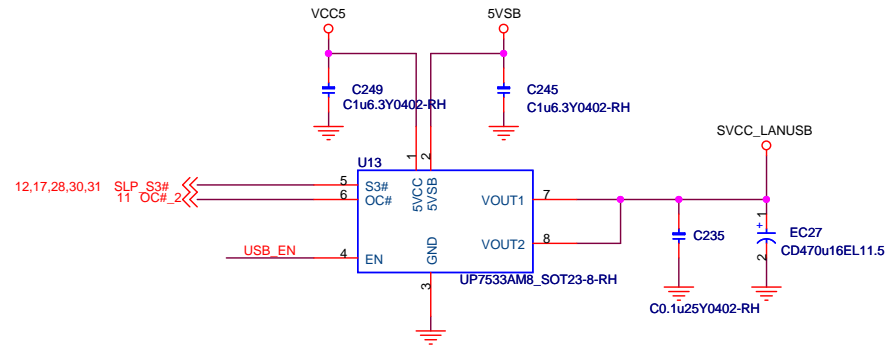 VCC5
5VSB
C249
C1u6.3Y0402-RH
C245
C1u6.3Y0402-RH
SVCC_LANUSB
1
2
U13
12,17,28,30,31 SLP_S3#
5
S3#
11 OC#_2
6
OC#
5VCC
5VSB
VOUT1
7
VOUT2
8
USB_EN
4
EN
GND
3
UP7533AM8_SOT23-8-RH
C235
C0.1u25Y0402-RH
+
1
2
EC27
CD470u16EL11.5